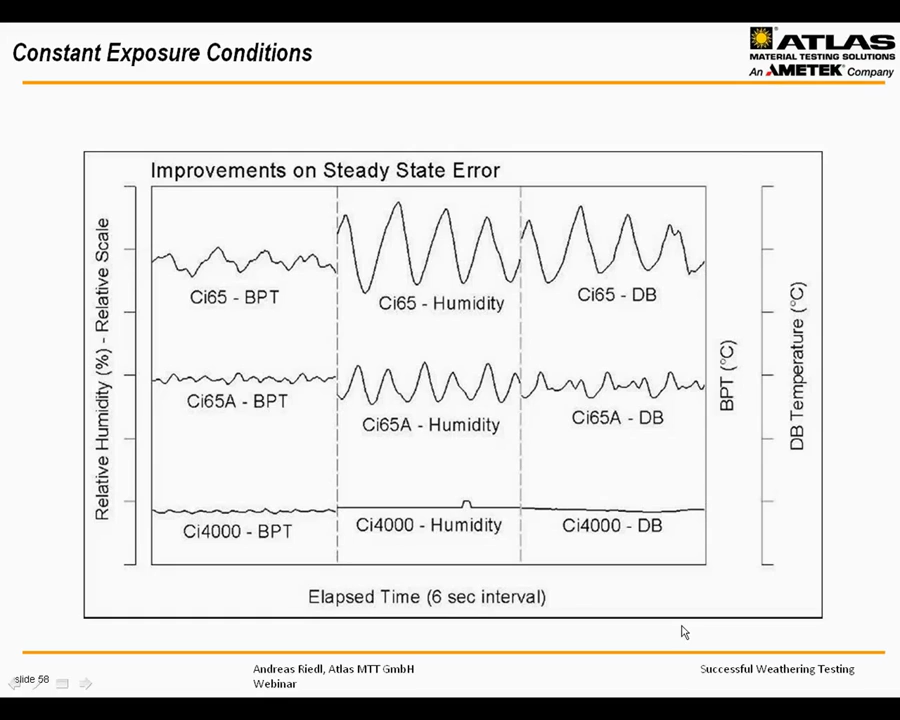 Constant Exposure Conditions
ATLAS
MATERIAL TESTING SOLUTIONS
An AMETEK Company
Improvements on Steady State Error
Relative Humidity (%) - Relative Scale
Ci65 - BPT
Ci65 - Humidity
Ci65 - DB
Ci65A - BPT
Ci65A - Humidity
Ci65A - DB
Ci4000 - BPT
Ci4000 - Humidity
Ci4000 - DB
BPT (°C)
DB Temperature (°C)
Elapsed Time (6 sec interval)
slide 58
Andreas Riedl, Atlas MTT GmbH
Webinar
Successful Weathering Testing